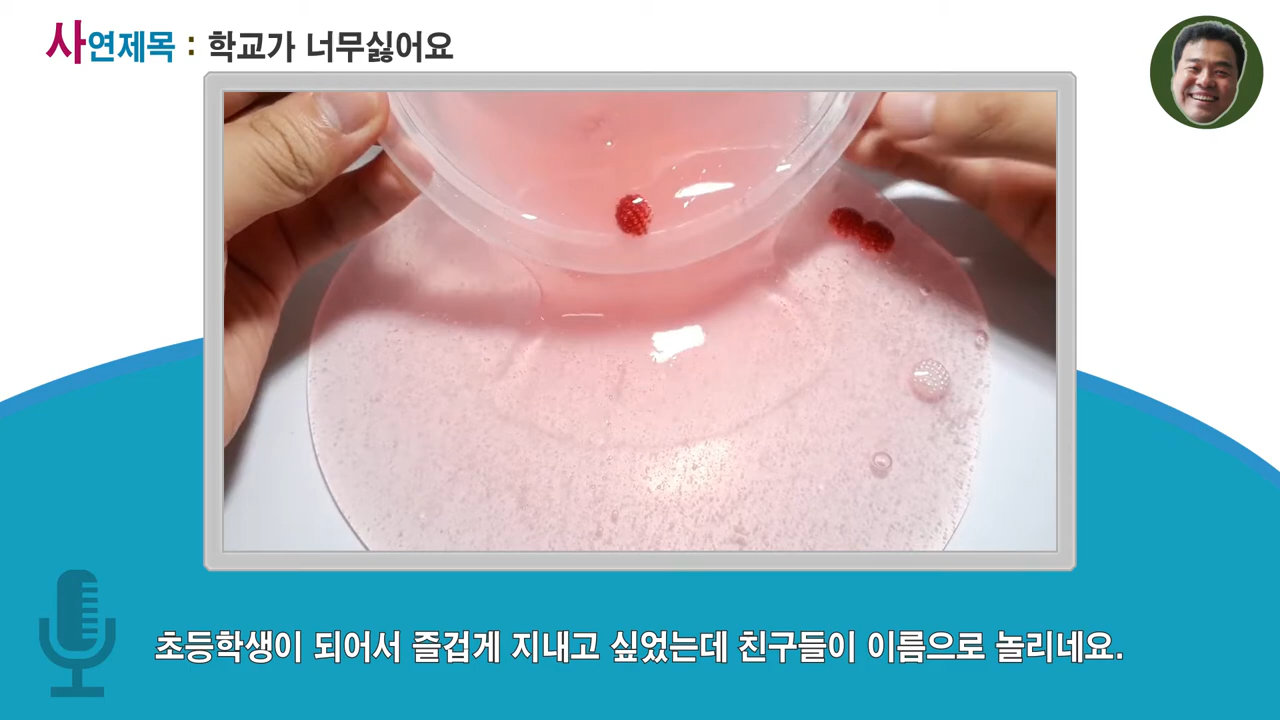 사연제목 : 학교가 너무싫어요
초등학생이 되어서 즐겁게 지내고 싶었는데 친구들이 이름으로 놀리네요.